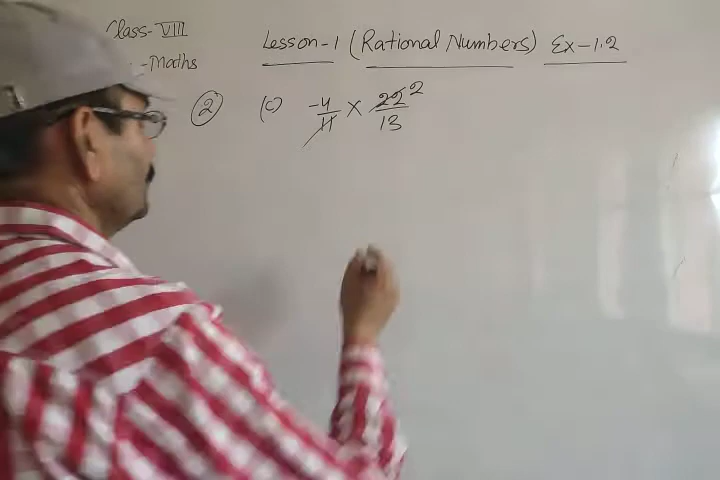 Class-VIII
-Maths
Lesson-1 (Rational Numbers) Ex-1.2
② (C) -4/11 × 22/13 2